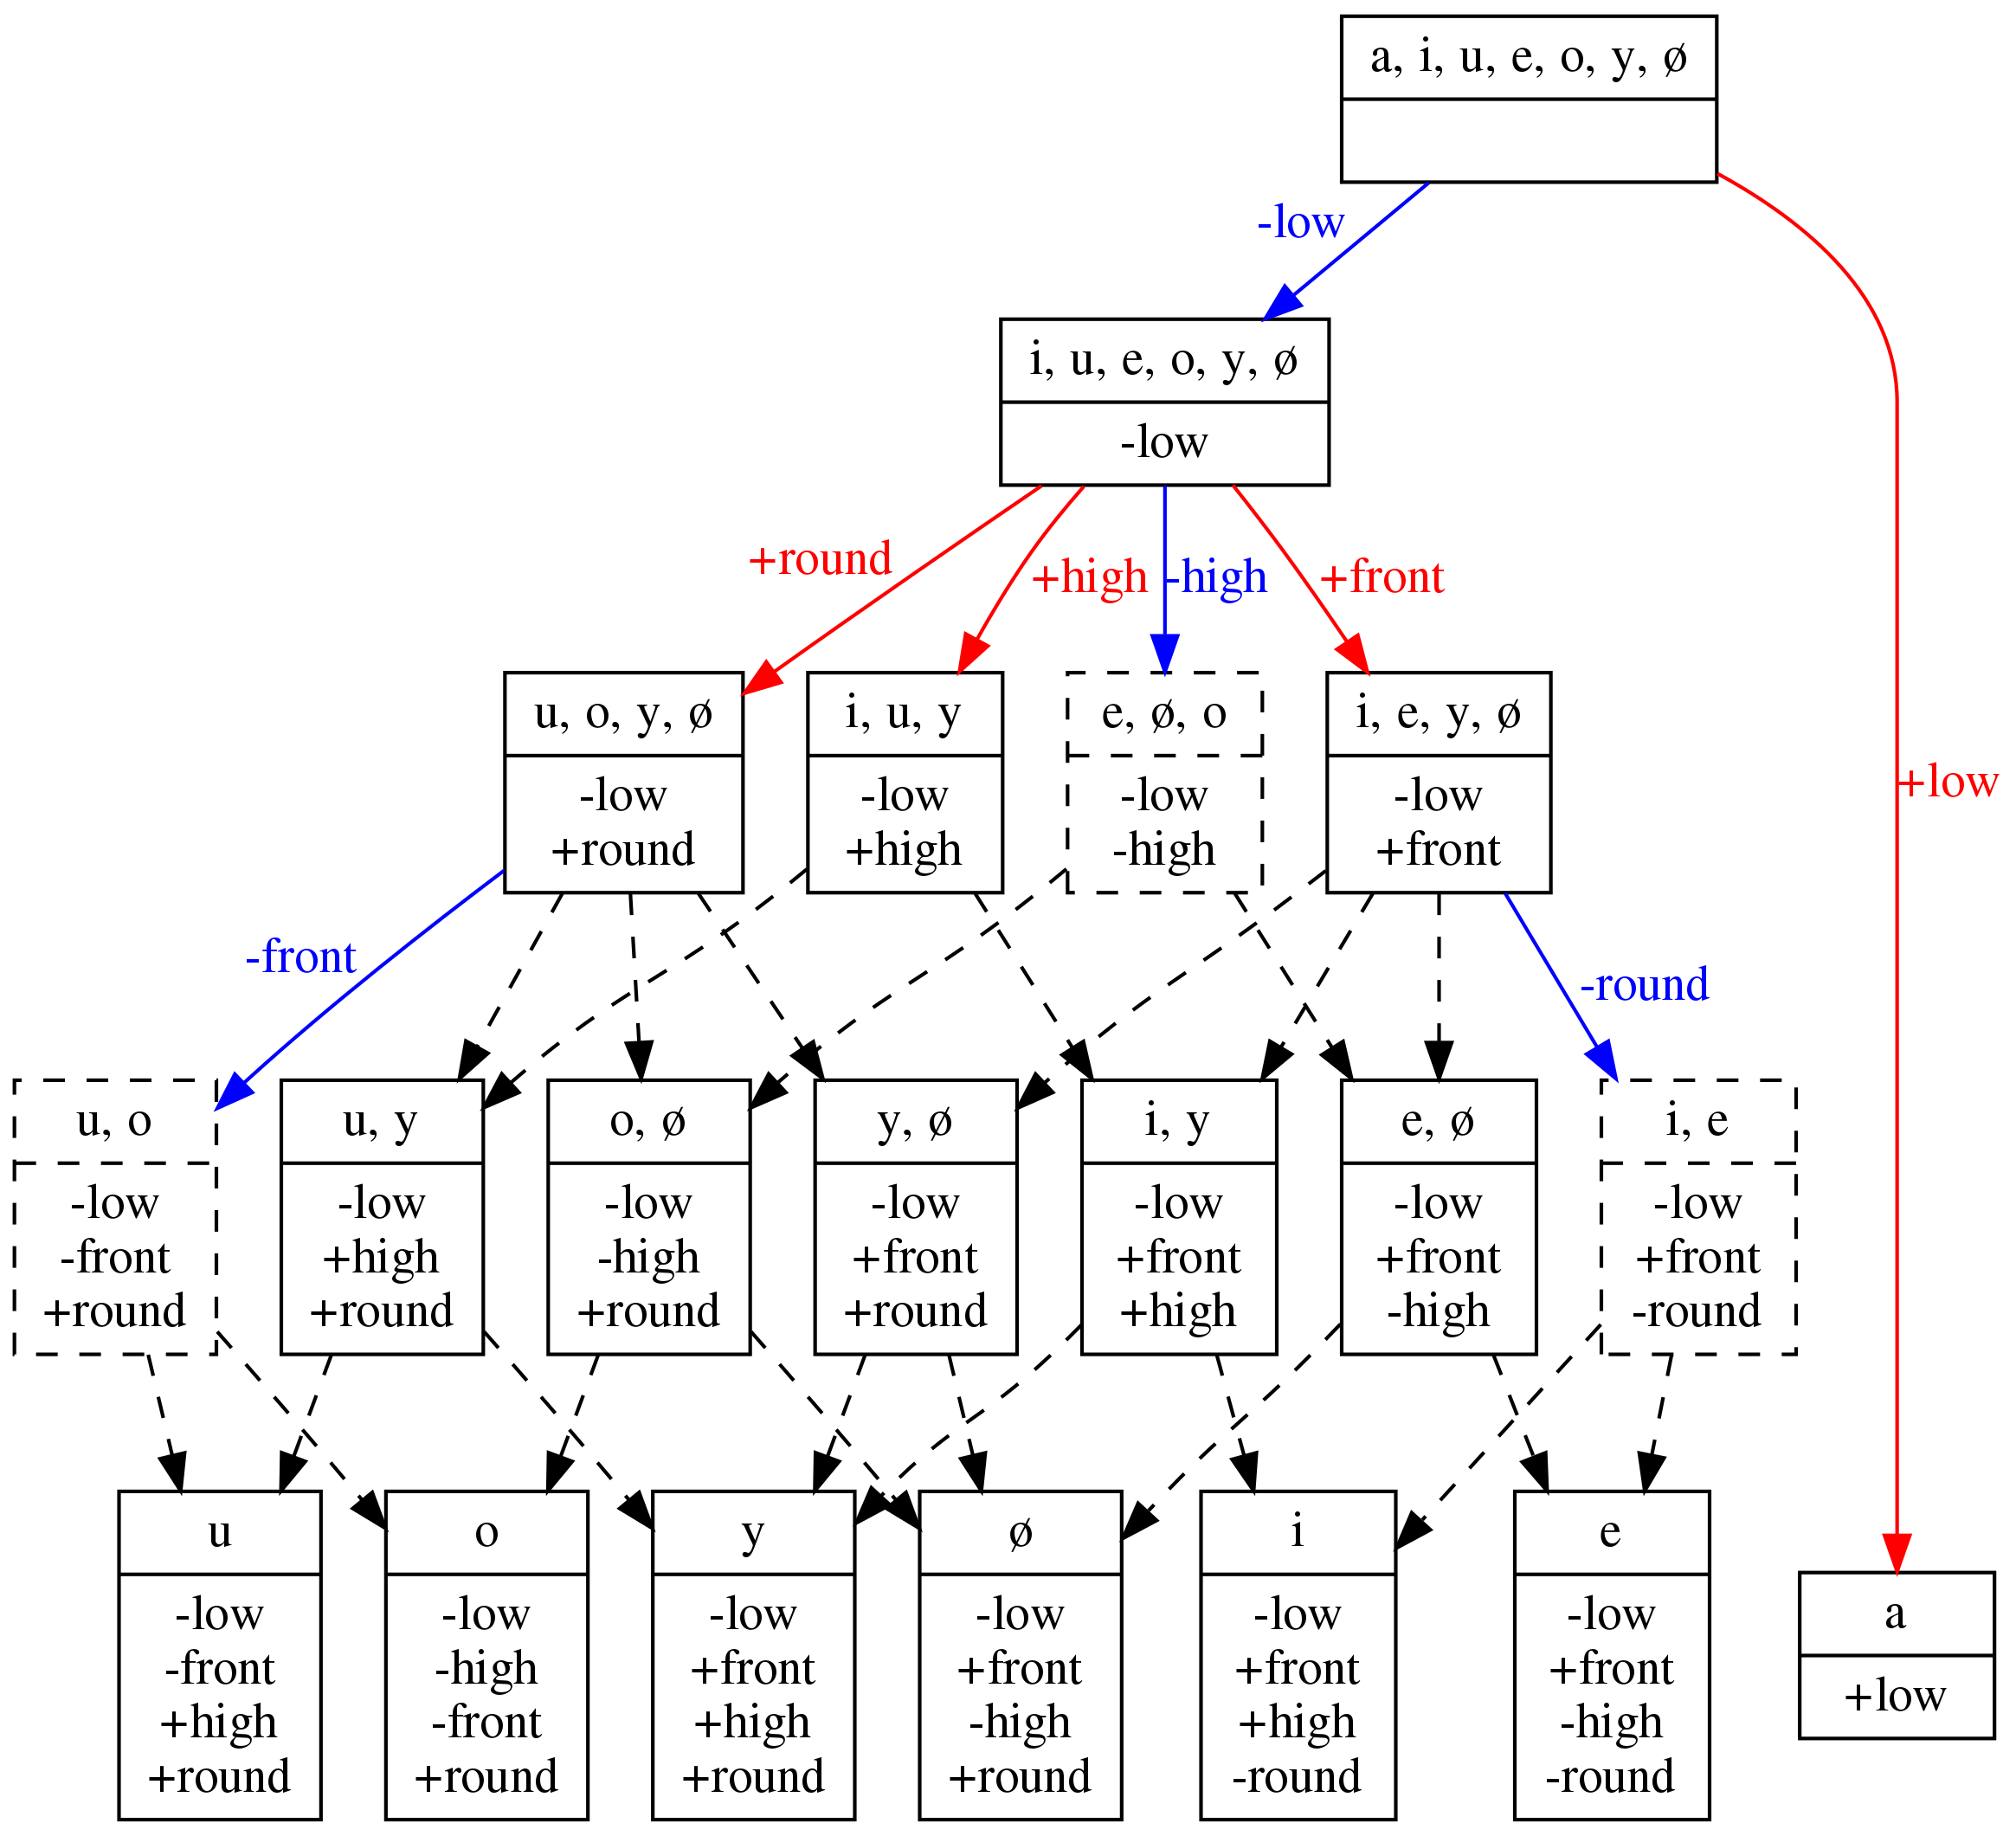 a, i, u, e, o, y, ø
-low
i, u, e, o, y, ø
-low
+round
+high
-high
+front
u, o, y, ø
-low
+round
i, u, y
-low
+high
e, ø, o
-low
-high
i, e, y, ø
-low
+front
+low
-front
-round
u, o
-low
-front
+round
u, y
-low
+high
+round
o, ø
-low
-high
+round
y, ø
-low
+front
+round
i, y
-low
+front
+high
e, ø
-low
+front
-high
i, e
-low
+front
-round
u
-low
-front
+high
+round
o
-low
-high
-front
+round
y
-low
+front
+high
+round
ø
-low
+front
-high
+round
i
-low
+front
+high
-round
e
-low
+front
-high
-round
a
+low